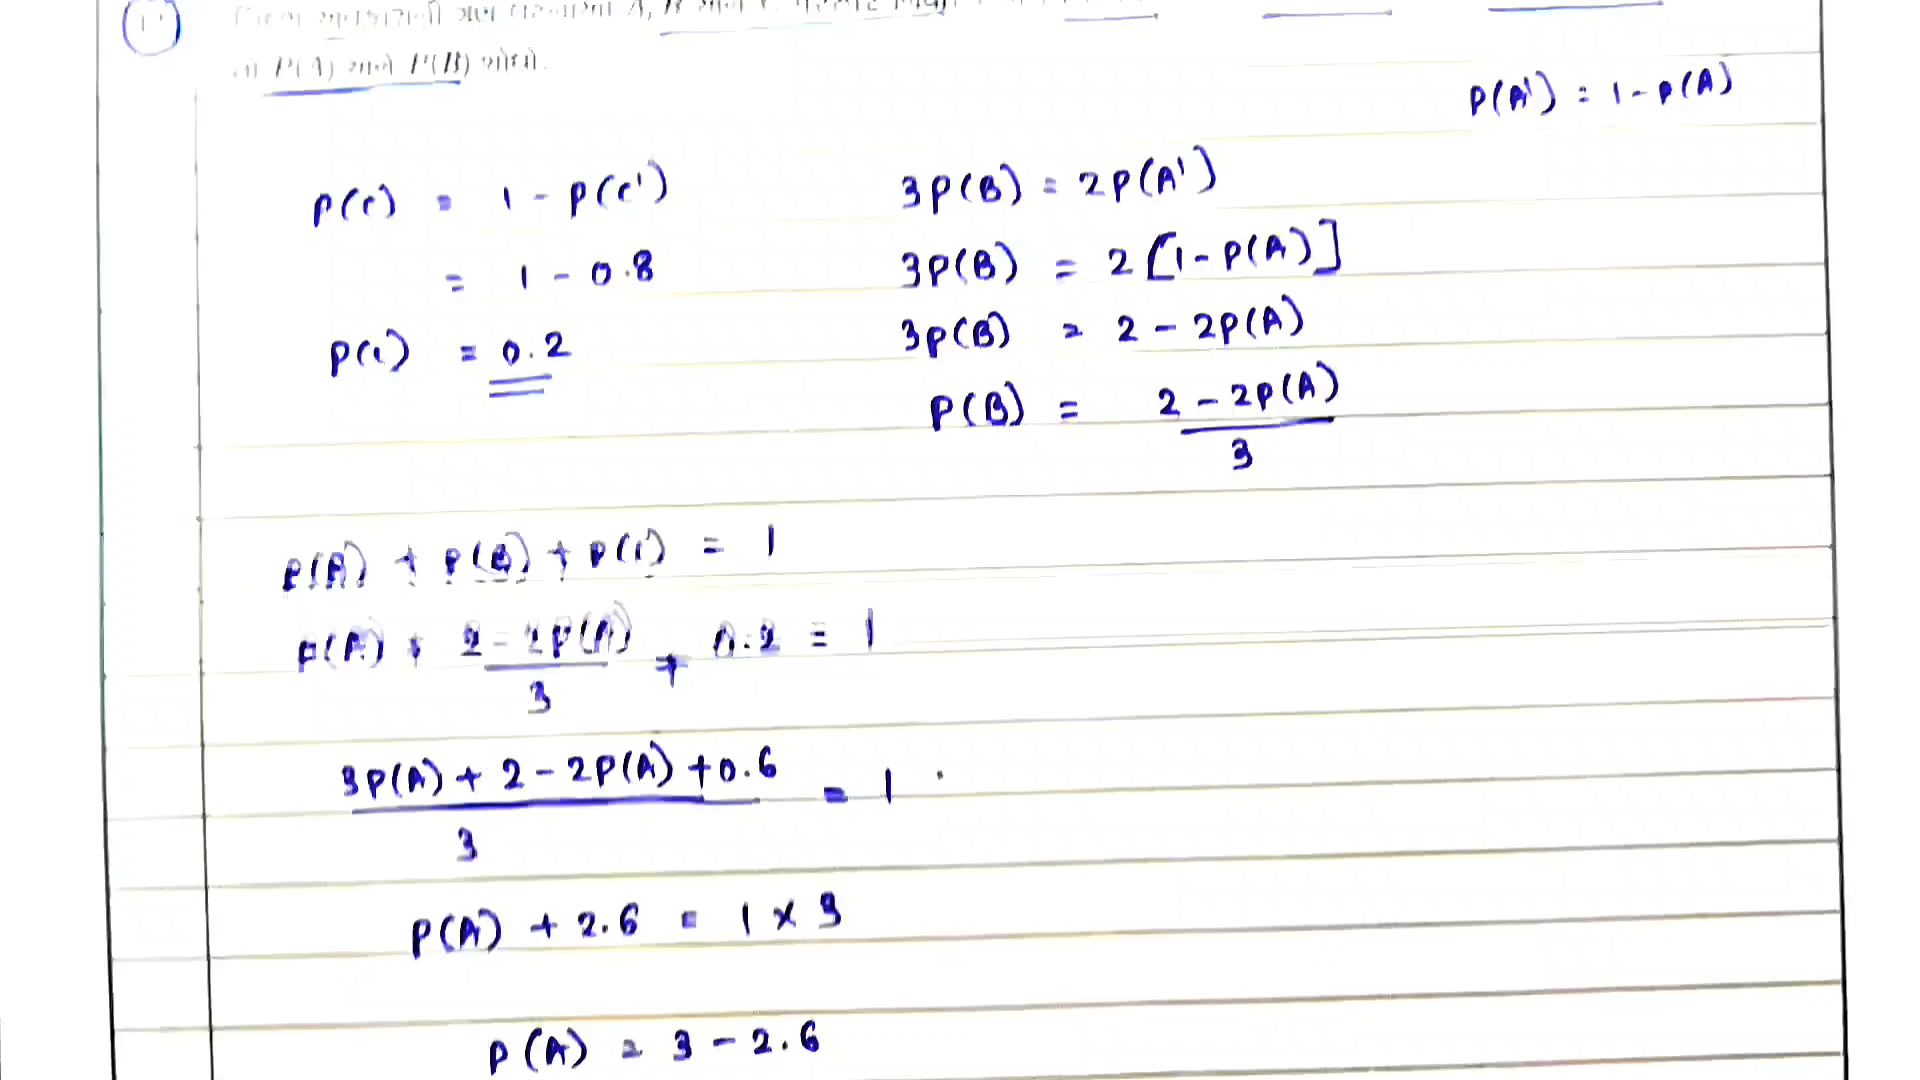 A, B
P(A) અને P(B) શોધો.
P(A') = 1 - P(A)
P(C) = 1 - P(C')
= 1 - 0.8
P(C) = 0.2
3P(B) = 2P(A')
3P(B) = 2 [1 - P(A)]
3P(B) = 2 - 2P(A)
P(B) = 2 - 2P(A)
3
P(A) + P(B) + P(C) = 1
P(A) + 2 - 2P(A) + 0.2 = 1
3
3P(A) + 2 - 2P(A) + 0.6 = 1
3
P(A) + 2.6 = 1 × 3
P(A) = 3 - 2.6